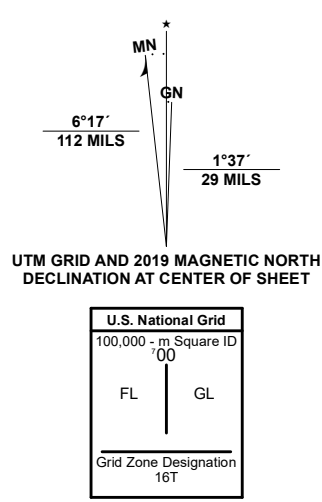 ★
MN
GN
6°17´
112 MILS
1°37´
29 MILS
UTM GRID AND 2019 MAGNETIC NORTH
DECLINATION AT CENTER OF SHEET
U.S. National Grid
100,000 - m Square ID
⁷00
FL GL
Grid Zone Designation
16T